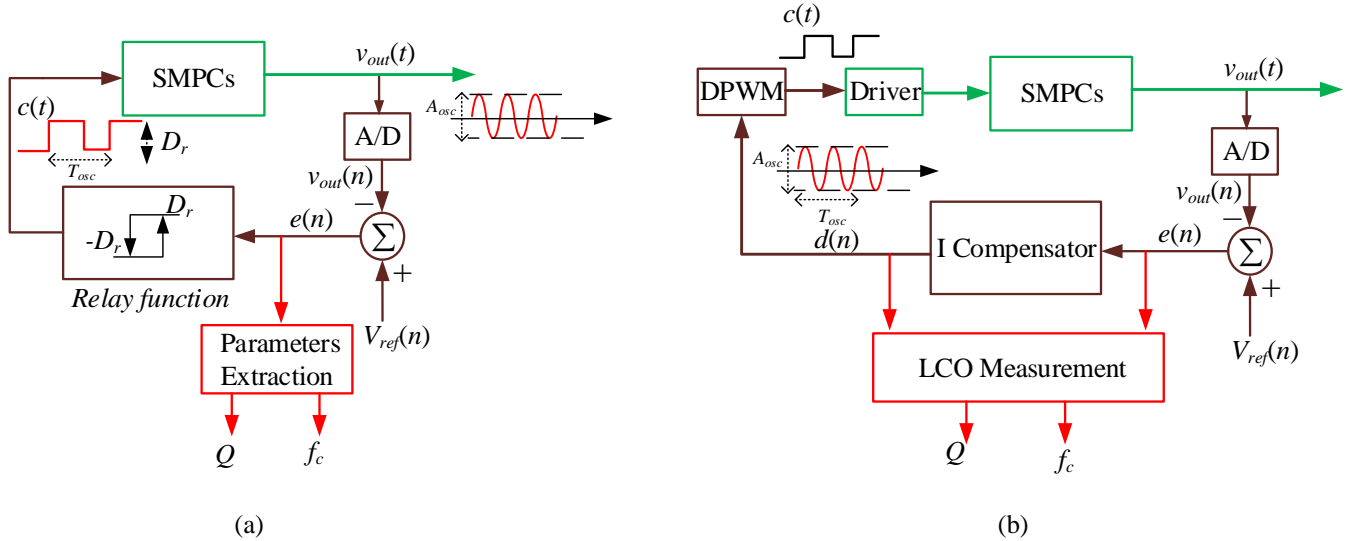 v_out(t)
SMPCs
c(t)
D_r
T_osc
A_osc
A/D
v_out(n)
D_r
-D_r
e(n)
−
Σ
+
Relay function
V_ref(n)
Parameters
Extraction
Q
f_c
(a)
c(t)
v_out(t)
DPWM
Driver
SMPCs
A/D
A_osc
T_osc
v_out(n)
d(n)
I Compensator
e(n)
−
Σ
+
V_ref(n)
LCO Measurement
Q
f_c
(b)